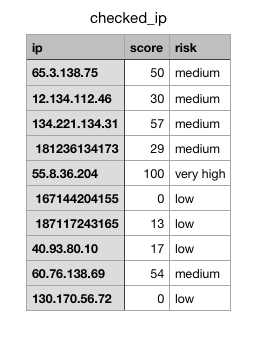 checked_ip
ip score risk
65.3.138.75 50 medium
12.134.112.46 30 medium
134.221.134.31 57 medium
181236134173 29 medium
55.8.36.204 100 very high
167144204155 0 low
187117243165 13 low
40.93.80.10 17 low
60.76.138.69 54 medium
130.170.56.72 0 low